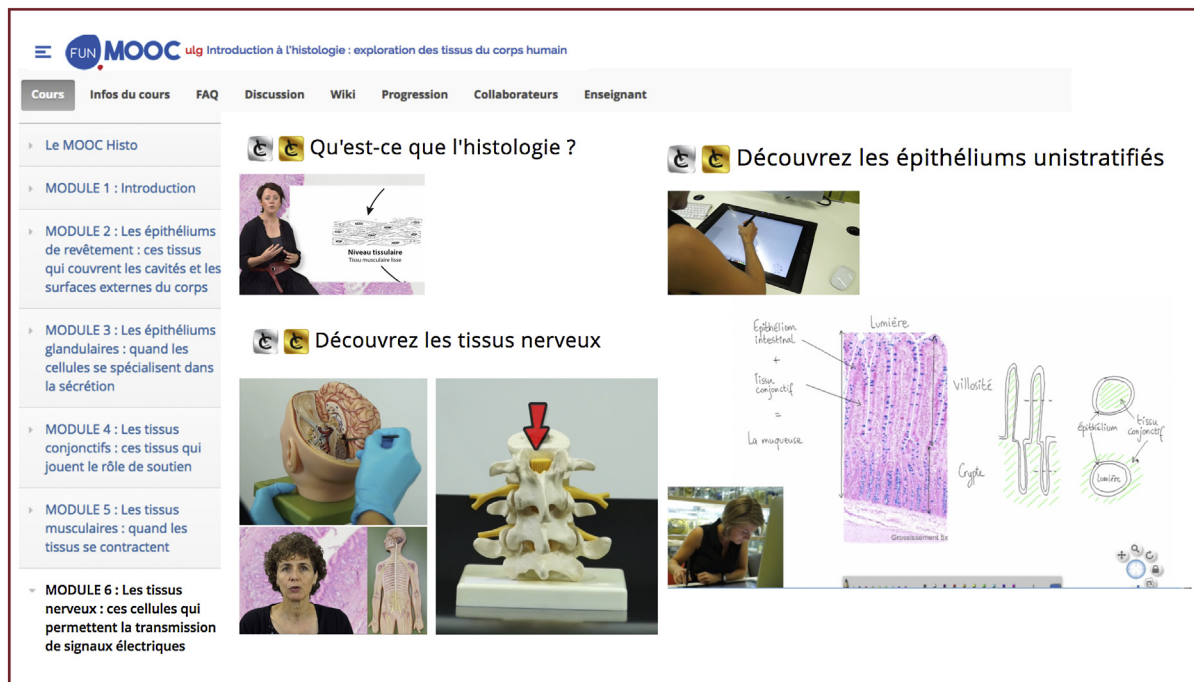 FUN MOOC ulg Introduction à l'histologie : exploration des tissus du corps humain
Cours Infos du cours FAQ Discussion Wiki Progression Collaborateurs Enseignant
Le MOOC Histo
MODULE 1 : Introduction
MODULE 2 : Les épithéliums
de revêtement : ces tissus
qui couvrent les cavités et les
surfaces externes du corps
MODULE 3 : Les épithéliums
glandulaires : quand les
cellules se spécialisent dans
la sécrétion
MODULE 4 : Les tissus
conjonctifs : ces tissus qui
jouent le rôle de soutien
MODULE 5 : Les tissus
musculaires : quand les
tissus se contractent
MODULE 6 : Les tissus
nerveux : ces cellules qui
permettent la transmission
de signaux électriques
Qu'est-ce que l'histologie ?
Niveau tissulaire
Tissu musculaire lisse
Découvrez les tissus nerveux
Découvrez les épithéliums unistratifiés
Lumière
Epithélium
intestinal
+
Tissu
conjonctif
=
La muqueuse
Villosité
Crypte
Grossissement 5x
épithélium
tissu
conjonctif
Lumière